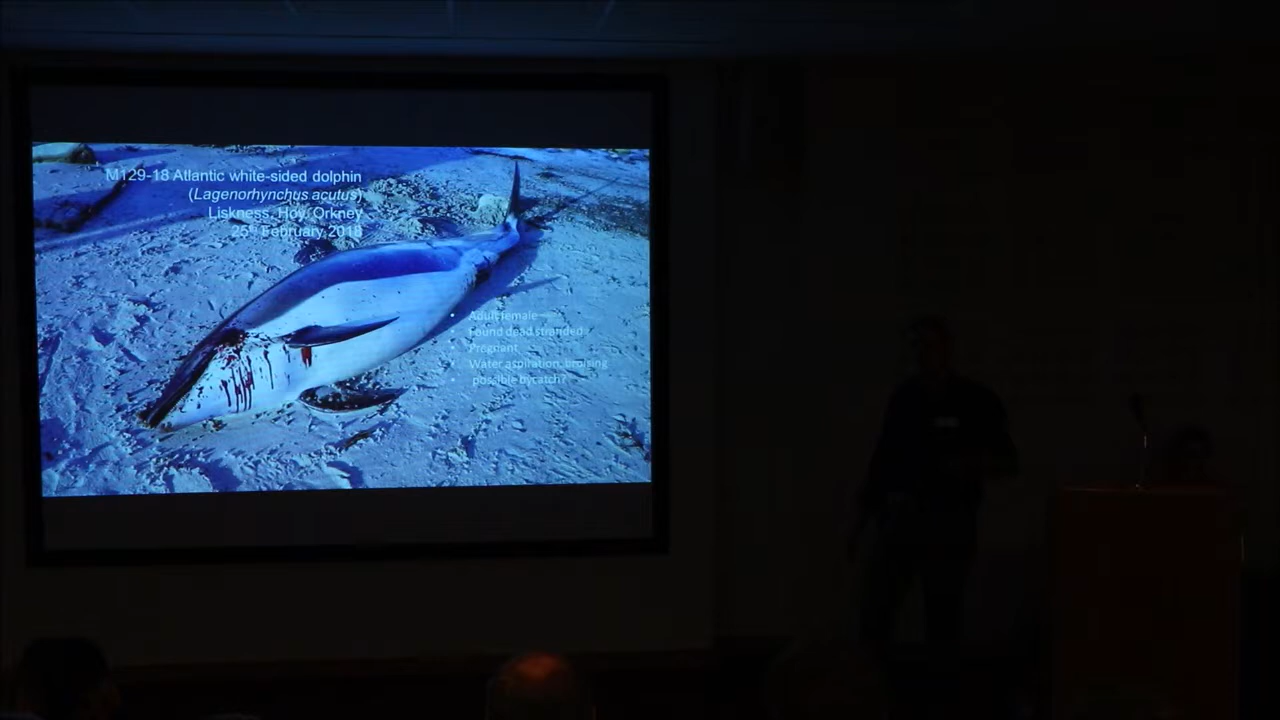 M129-18 Atlantic white-sided dolphin
(Lagenorhynchus acutus)
Liskness, Hoy, Orkney
25th February 2018
• Adult female
• Found dead stranded
• Pregnant
• Water aspiration, bruising
• possible bycatch?